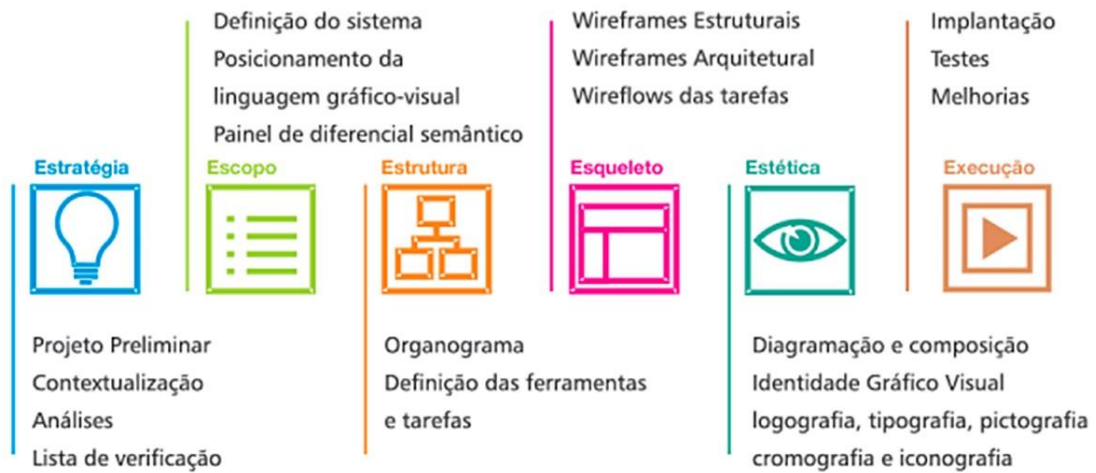 Estratégia
Projeto Preliminar
Contextualização
Análises
Lista de verificação
Definição do sistema
Posicionamento da
linguagem gráfico-visual
Painel de diferencial semântico
Escopo
Estrutura
Organograma
Definição das ferramentas
e tarefas
Wireframes Estruturais
Wireframes Arquitetural
Wireflows das tarefas
Esqueleto
Estética
Diagramação e composição
Identidade Gráfico Visual
logografia, tipografia, pictografia
cromografia e iconografia
Implantação
Testes
Melhorias
Execução